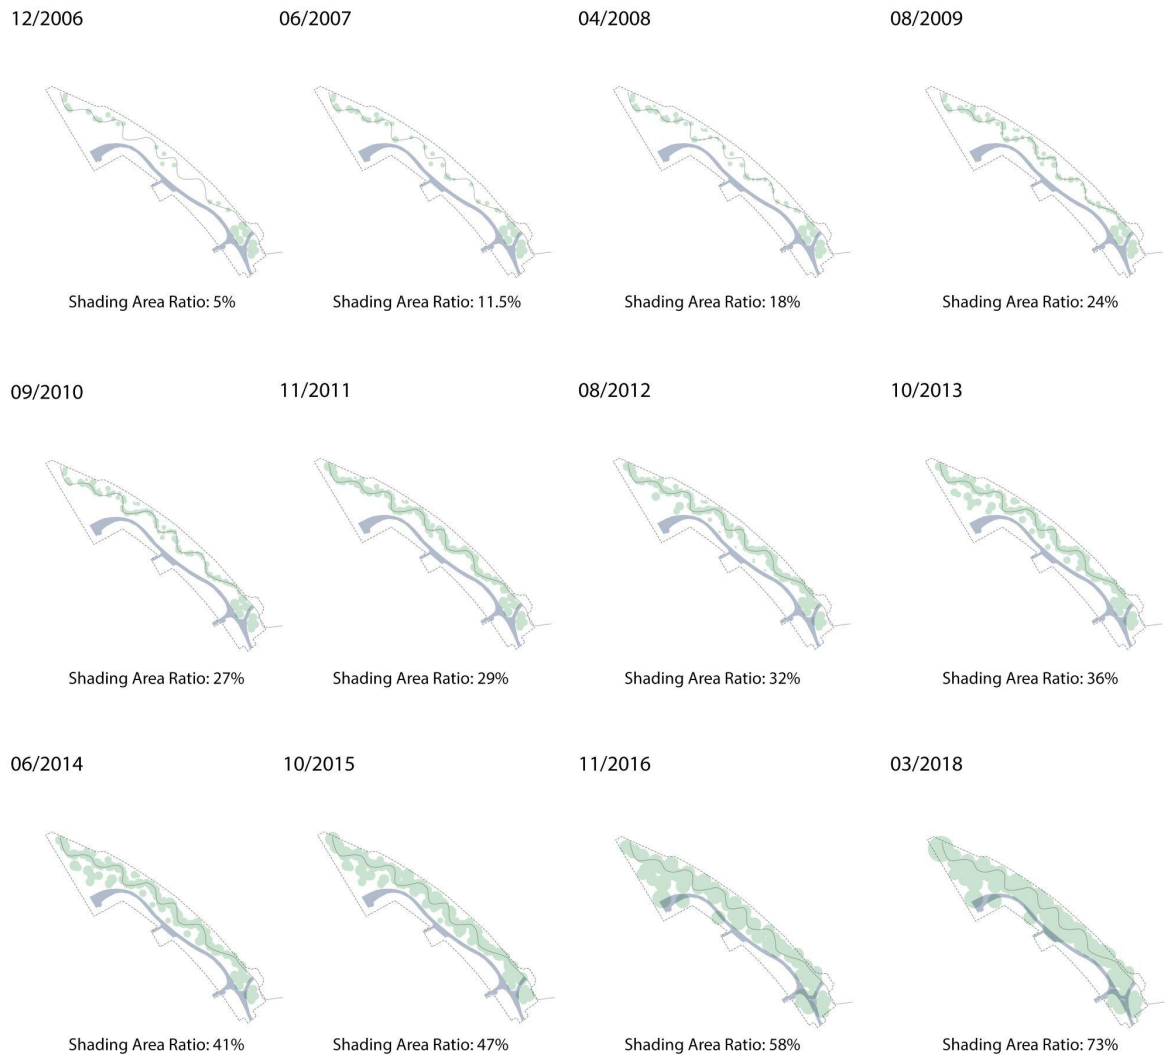 12/2006
06/2007
04/2008
08/2009
Shading Area Ratio: 5%
Shading Area Ratio: 11.5%
Shading Area Ratio: 18%
Shading Area Ratio: 24%
09/2010
11/2011
08/2012
10/2013
Shading Area Ratio: 27%
Shading Area Ratio: 29%
Shading Area Ratio: 32%
Shading Area Ratio: 36%
06/2014
10/2015
11/2016
03/2018
Shading Area Ratio: 41%
Shading Area Ratio: 47%
Shading Area Ratio: 58%
Shading Area Ratio: 73%